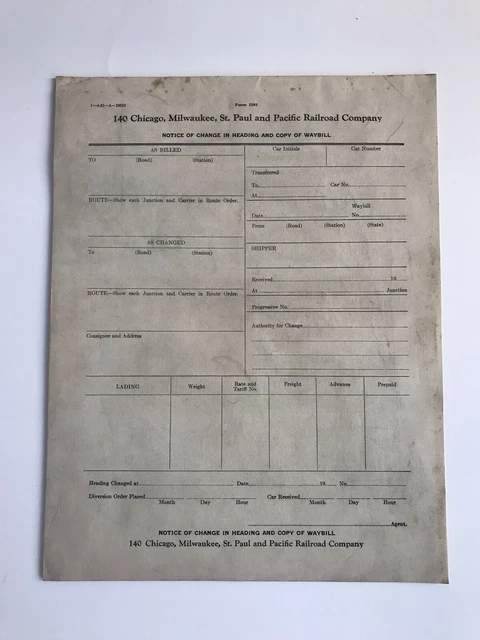 140 Chicago, Milwaukee, St. Paul and Pacific Railroad Company
Form
NOTICE OF CHANGE IN HEADING AND COPY OF WAYBILL
AS BILLED
TO (Road) (Station)
ROUTE—Show each Junction and Carrier in Route Order.
AS CHANGED
To (Road) (Station)
ROUTE—Show each Junction and Carrier in Route Order.
Consignee and Address
Car Initials Car Number
Transferred
To Car No.
At
Waybill
Date No.
From (Road) (Station) (State)
SHIPPER
Received 19
At Junction
Progressive No.
Authority for Change
LADING Weight Rate and Tariff No. Freight Advance Prepaid
Heading Changed at Date 19 No.
Diversion Order Placed Car Received
Month Day Hour Month Day Hour
Agent.
NOTICE OF CHANGE IN HEADING AND COPY OF WAYBILL
140 Chicago, Milwaukee, St. Paul and Pacific Railroad Company